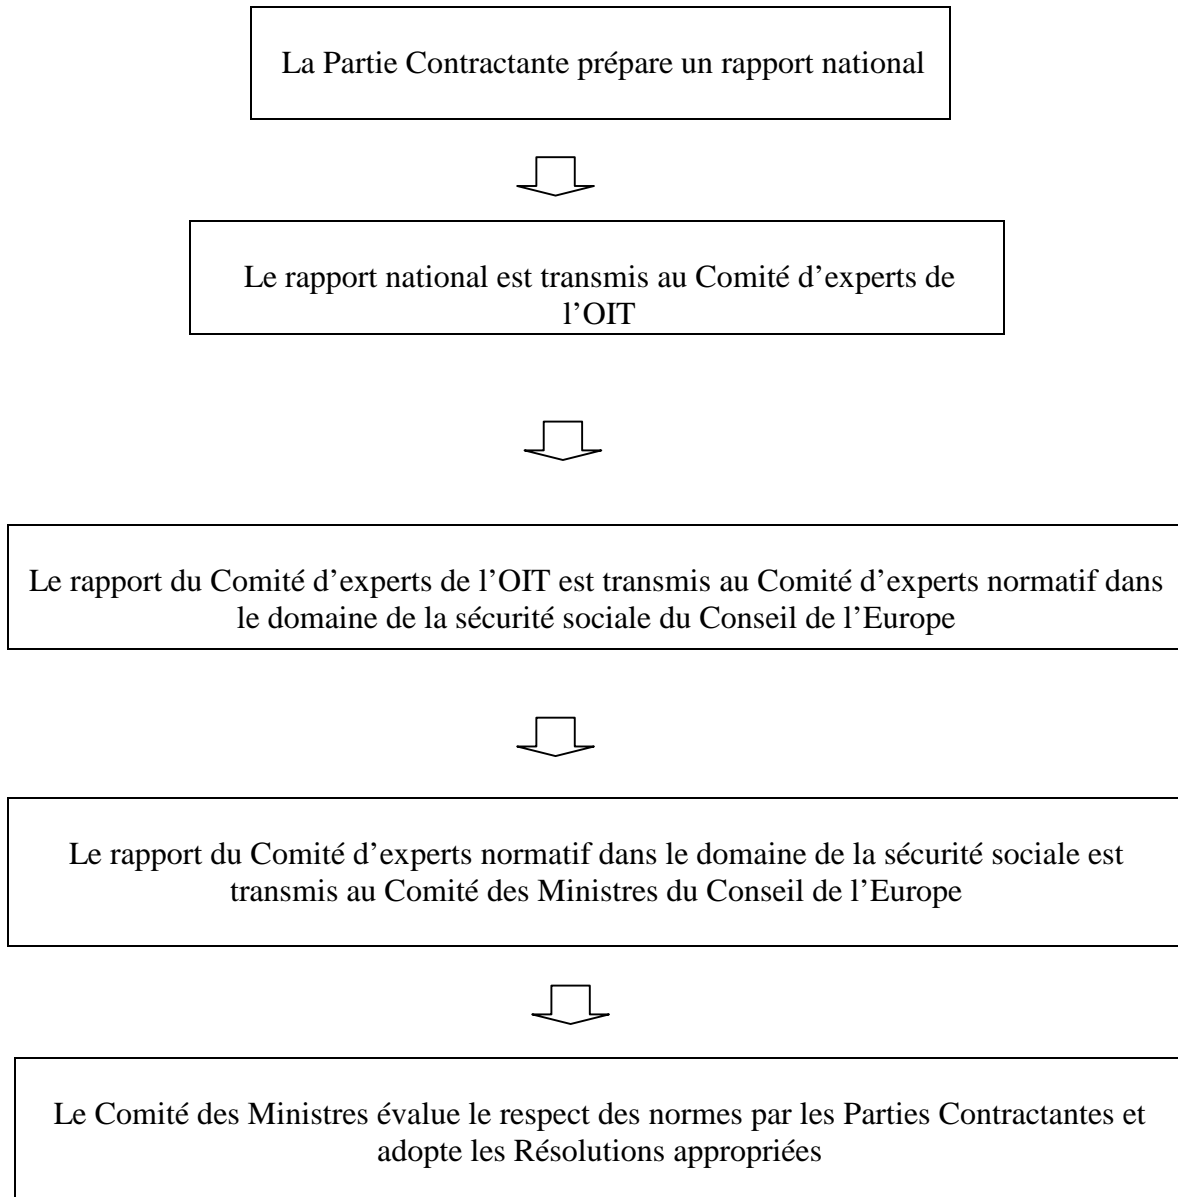 La Partie Contractante prépare un rapport national
Le rapport national est transmis au Comité d’experts de
l’OIT
Le rapport du Comité d’experts de l’OIT est transmis au Comité d’experts normatif dans
le domaine de la sécurité sociale du Conseil de l’Europe
Le rapport du Comité d’experts normatif dans le domaine de la sécurité sociale est
transmis au Comité des Ministres du Conseil de l’Europe
Le Comité des Ministres évalue le respect des normes par les Parties Contractantes et
adopte les Résolutions appropriées